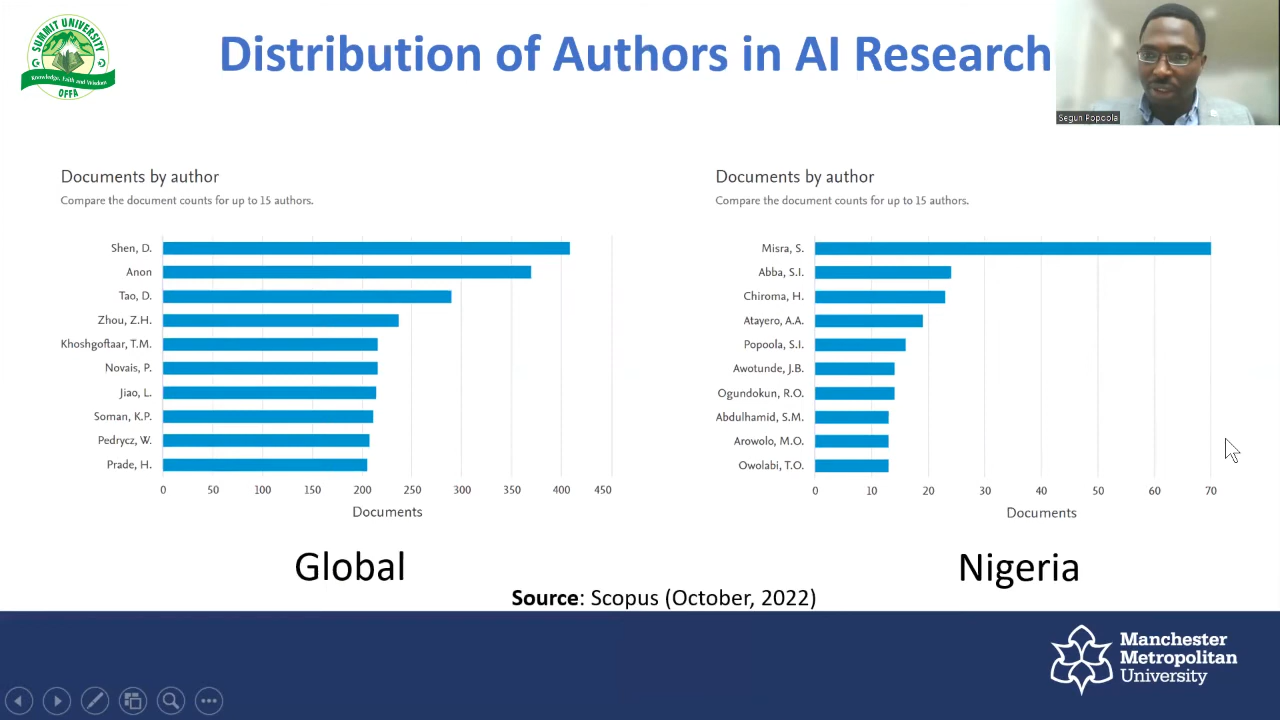 SUMMIT UNIVERSITY
Knowledge, Faith and Wisdom
OFFA
Distribution of Authors in AI Research
Segun Popoola
Documents by author
Compare the document counts for up to 15 authors.
Shen, D.
Anon
Tao, D.
Zhou, Z.H.
Khoshgoftaar, T.M.
Novais, P.
Jiao, L.
Soman, K.P.
Pedrycz, W.
Prade, H.
0 50 100 150 200 250 300 350 400 450
Documents
Global
Documents by author
Compare the document counts for up to 15 authors.
Misra, S.
Abba, S.I.
Chiroma, H.
Atayero, A.A.
Popoola, S.I.
Awotunde, J.B.
Ogundokun, R.O.
Abdulhamid, S.M.
Arowolo, M.O.
Owolabi, T.O.
0 10 20 30 40 50 60 70
Documents
Nigeria
Source: Scopus (October, 2022)
Manchester
Metropolitan
University